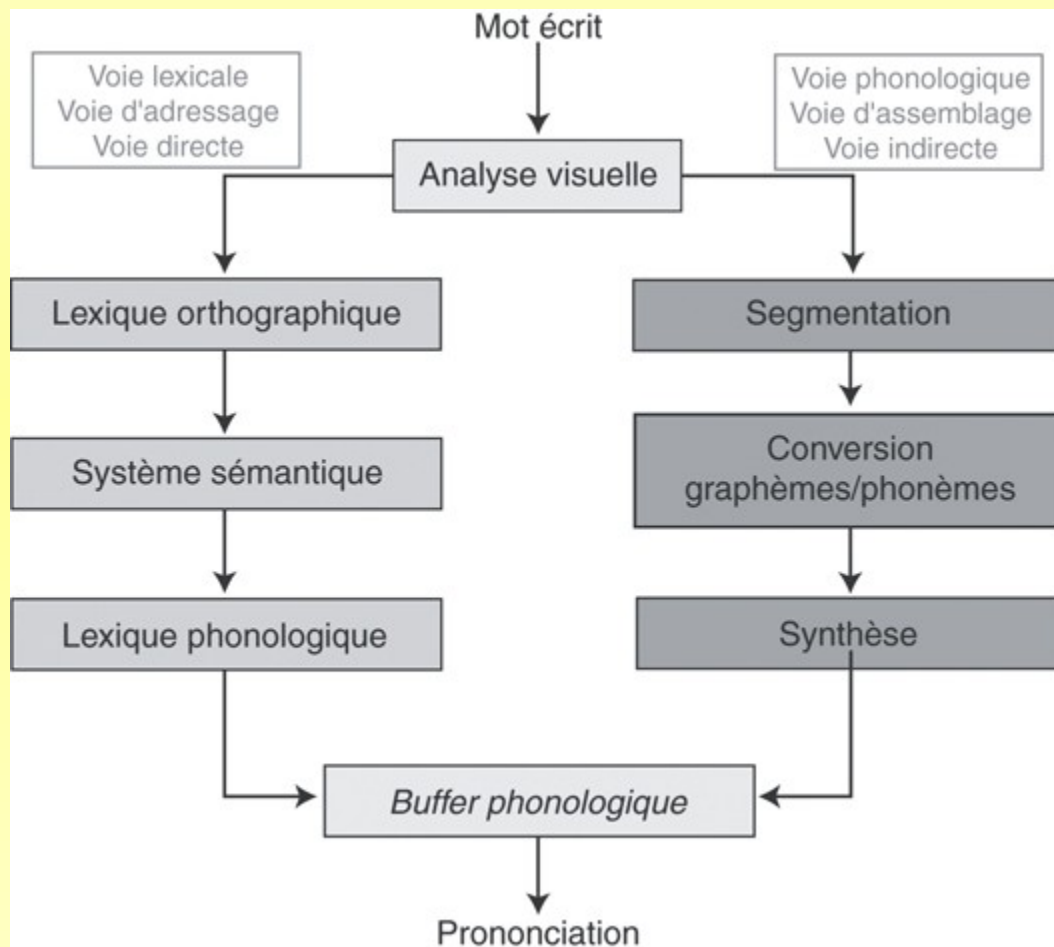 Mot écrit
Voie lexicale
Voie d'adressage
Voie directe
Voie phonologique
Voie d'assemblage
Voie indirecte
Analyse visuelle
Lexique orthographique
Segmentation
Système sémantique
Conversion
graphèmes/phonèmes
Lexique phonologique
Synthèse
Buffer phonologique
Prononciation